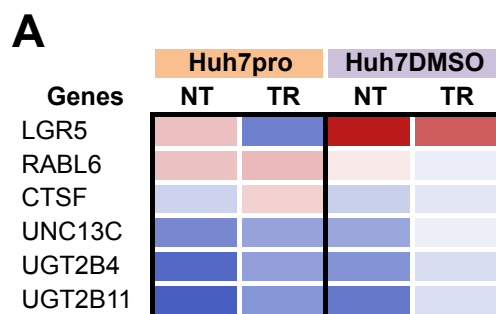 A
Huh7pro Huh7DMSO
Genes NT TR NT TR
LGR5
RABL6
CTSF
UNC13C
UGT2B4
UGT2B11